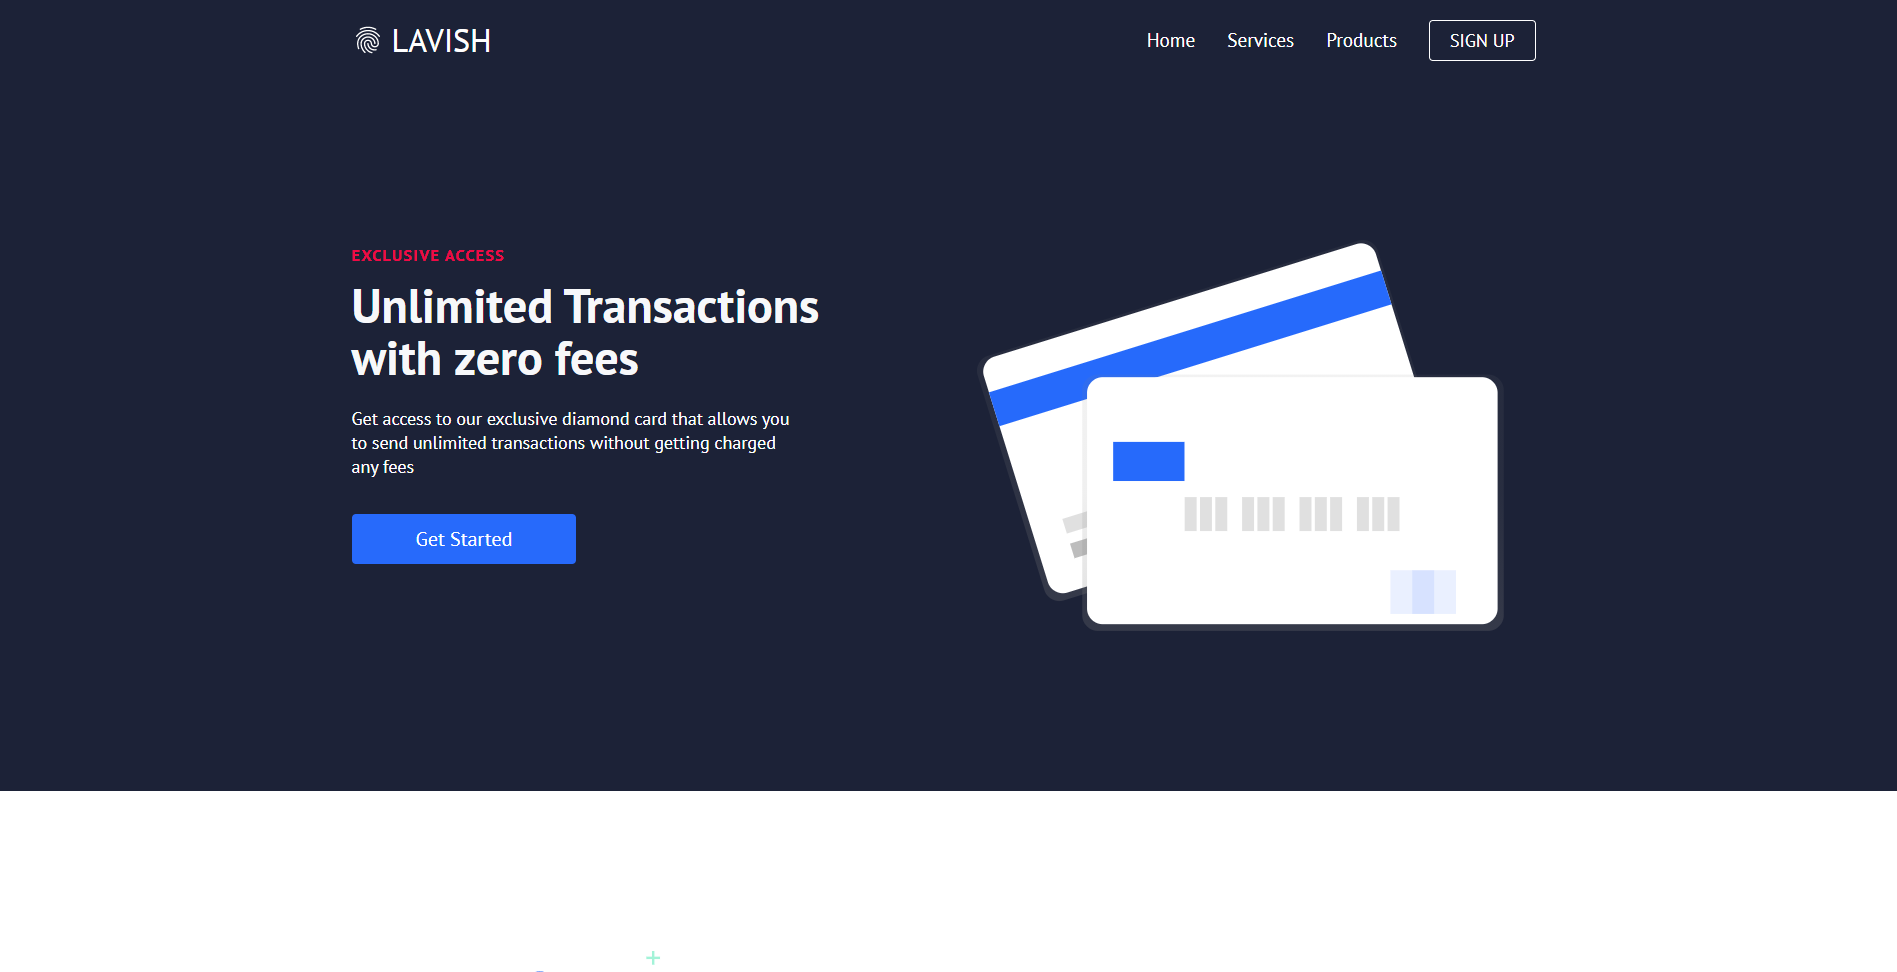 LAVISH
Home
Services
Products
SIGN UP
EXCLUSIVE ACCESS
Unlimited Transactions
with zero fees
Get access to our exclusive diamond card that allows you
to send unlimited transactions without getting charged
any fees
Get Started